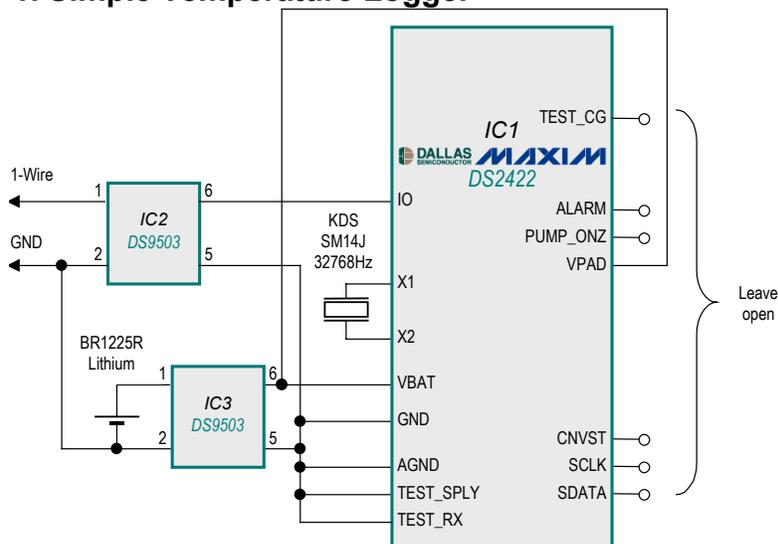 Simple Temperature Logger
TEST_CG
IC1
DALLAS SEMICONDUCTOR MAXIM
DS2422
1-Wire
1
6
IC2
DS9503
IO
KDS
SM14J
32768Hz
ALARM
PUMP_ONZ
GND
2
5
VPAD
X1
Leave
open
X2
BR1225R
Lithium
1
6
VBAT
IC3
DS9503
GND
2
5
CNVST
AGND
SCLK
TEST_SPLY
SDATA
TEST_RX